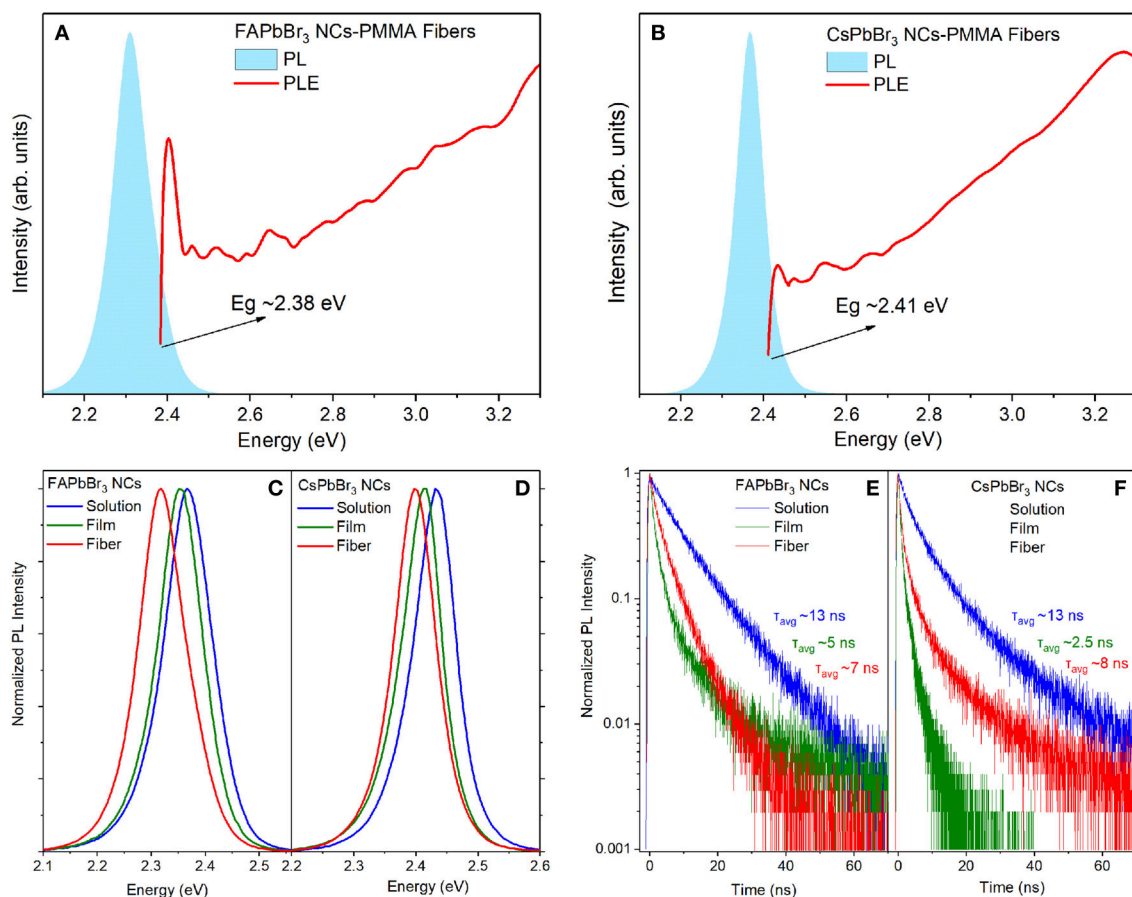 A
FAPbBr₃ NCs-PMMA Fibers
PL
PLE
Eg ~2.38 eV
Intensity (arb. units)
2.2 2.4 2.6 2.8 3.0 3.2
Energy (eV)
B
CsPbBr₃ NCs-PMMA Fibers
PL
PLE
Eg ~2.41 eV
Intensity (arb. units)
2.2 2.4 2.6 2.8 3.0 3.2
Energy (eV)
FAPbBr₃ NCs C
Solution
Film
Fiber
Normalized PL Intensity
2.1 2.2 2.3 2.4 2.5
Energy (eV)
CsPbBr₃ NCs D
Solution
Film
Fiber
2.2 2.3 2.4 2.5 2.6
Energy (eV)
FAPbBr₃ NCs E
Solution
Film
Fiber
τavg ~13 ns
τavg ~5 ns
τavg ~7 ns
Normalized PL Intensity
1
0.1
0.01
0.001
0 20 40 60
Time (ns)
CsPbBr₃ NCs F
Solution
Film
Fiber
τavg ~13 ns
τavg ~2.5 ns
τavg ~8 ns
0 20 40 60
Time (ns)